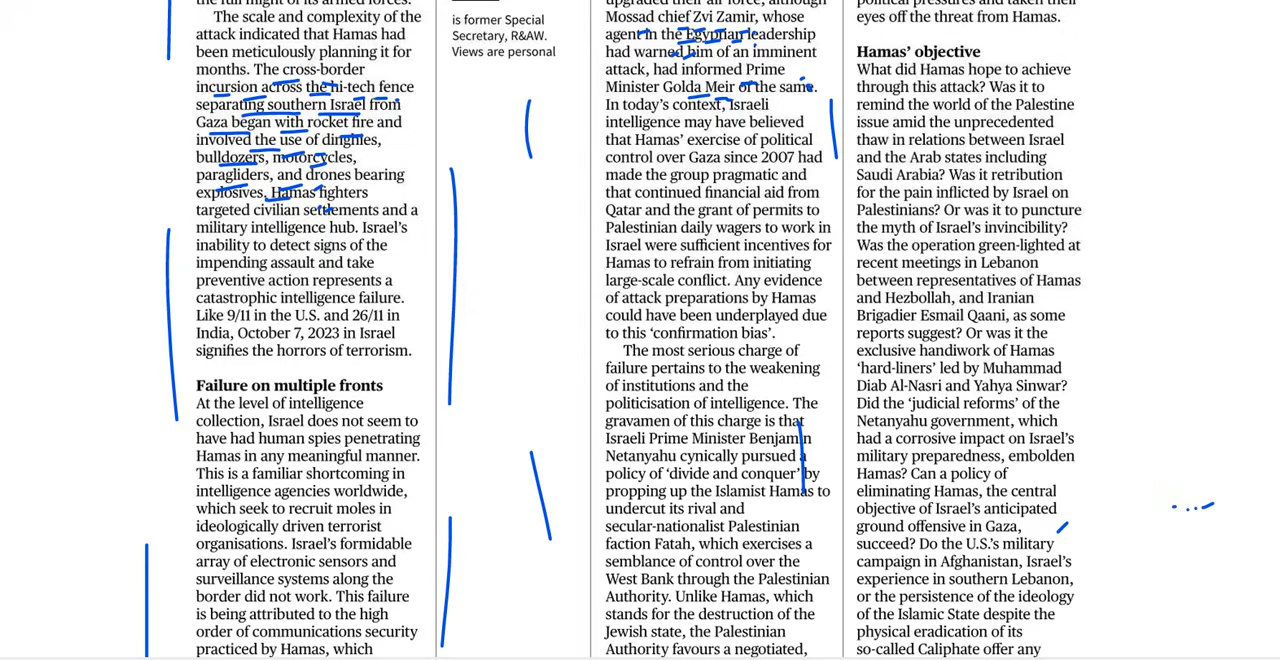 the full might of its armed forces.
The scale and complexity of the
attack indicated that Hamas had
been meticulously planning it for
months. The cross-border
incursion across the hi-tech fence
separating southern Israel from
Gaza began with rocket fire and
involved the use of dinghies,
bulldozers, motorcycles,
paragliders, and drones bearing
explosives. Hamas fighters
targeted civilian settlements and a
military intelligence hub. Israel’s
inability to detect signs of the
impending assault and take
preventive action represents a
catastrophic intelligence failure.
Like 9/11 in the U.S. and 26/11 in
India, October 7, 2023 in Israel
signifies the horrors of terrorism.
Failure on multiple fronts
At the level of intelligence
collection, Israel does not seem to
have had human spies penetrating
Hamas in any meaningful manner.
This is a familiar shortcoming in
intelligence agencies worldwide,
which seek to recruit moles in
ideologically driven terrorist
organisations. Israel’s formidable
array of electronic sensors and
surveillance systems along the
border did not work. This failure
is being attributed to the high
order of communications security
practiced by Hamas, which
is former Special
Secretary, R&AW.
Views are personal
upgraded their air force, although
Mossad chief Zvi Zamir, whose
agent in the Egyptian leadership
had warned him of an imminent
attack, had informed Prime
Minister Golda Meir of the same.
In today’s context, Israeli
intelligence may have believed
that Hamas’ exercise of political
control over Gaza since 2007 had
made the group pragmatic and
that continued financial aid from
Qatar and the grant of permits to
Palestinian daily wagers to work in
Israel were sufficient incentives for
Hamas to refrain from initiating
large-scale conflict. Any evidence
of attack preparations by Hamas
could have been underplayed due
to this ‘confirmation bias’.
The most serious charge of
failure pertains to the weakening
of institutions and the
politicisation of intelligence. The
gravamen of this charge is that
Israeli Prime Minister Benjamin
Netanyahu cynically pursued a
policy of ‘divide and conquer’ by
propping up the Islamist Hamas to
undercut its rival and
secular-nationalist Palestinian
faction Fatah, which exercises a
semblance of control over the
West Bank through the Palestinian
Authority. Unlike Hamas, which
stands for the destruction of the
Jewish state, the Palestinian
Authority favours a negotiated,
political pressures and taken their
eyes off the threat from Hamas.
Hamas’ objective
What did Hamas hope to achieve
through this attack? Was it to
remind the world of the Palestine
issue amid the unprecedented
thaw in relations between Israel
and the Arab states including
Saudi Arabia? Was it retribution
for the pain inflicted by Israel on
Palestinians? Or was it to puncture
the myth of Israel’s invincibility?
Was the operation green-lighted at
recent meetings in Lebanon
between representatives of Hamas
and Hezbollah, and Iranian
Brigadier Esmail Qaani, as some
reports suggest? Or was it the
exclusive handiwork of Hamas
‘hard-liners’ led by Muhammad
Diab Al-Nasri and Yahya Sinwar?
Did the ‘judicial reforms’ of the
Netanyahu government, which
had a corrosive impact on Israel’s
military preparedness, embolden
Hamas? Can a policy of
eliminating Hamas, the central
objective of Israel’s anticipated
ground offensive in Gaza,
succeed? Do the U.S.’s military
campaign in Afghanistan, Israel’s
experience in southern Lebanon,
or the persistence of the ideology
of the Islamic State despite the
physical eradication of its
so-called Caliphate offer any